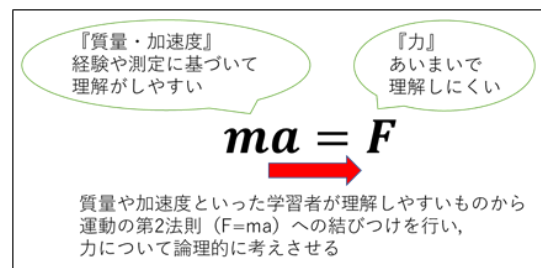 『質量・加速度』
経験や測定に基づいて
理解がしやすい
『力』
あいまいで
理解しにくい
ma = F
質量や加速度といった学習者が理解しやすいものから
運動の第2法則（F=ma）への結びつけを行い,
力について論理的に考えさせる